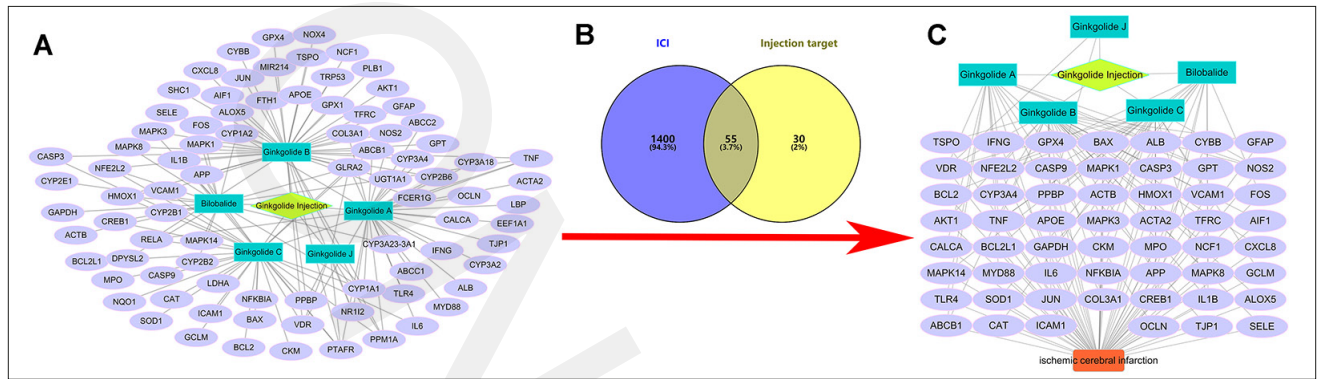 A
GPX4
NOX4
CYBB
TSPO
NCF1
MIR214
CXCL8
JUN
TRP53
PLB1
SHC1
AIF1
FTH1
APOE
GPX1
AKT1
SELE
ALOX5
TFRC
GFAP
MAPK3
FOS
CYP1A2
COL3A1
NOS2
ABCC2
MAPK8
MAPK1
ABCB1
GPT
CASP3
NFE2L2
IL1B
Ginkgolide B
GLRA2
CYP3A4
CYP3A18
TNF
CYP2E1
APP
UGT1A1
CYP2B6
ACTA2
HMOX1
VCAM1
FCER1G
OCLN
LBP
GAPDH
CREB1
CYP2B1
Bilobalide
Ginkgolide Injection
Ginkgolide A
CALCA
EEF1A1
ACTB
RELA
MAPK14
CYP3A23-3A1
IFNG
TJP1
BCL2L1
DPYSL2
CYP2B2
Ginkgolide C
Ginkgolide J
CYP3A2
MPO
CASP9
LDHA
ABCC1
ALB
NQO1
CAT
NFKBIA
PPBP
CYP1A1
TLR4
MYD88
SOD1
ICAM1
BAX
VDR
NR1I2
IL6
GCLM
BCL2
CKM
PTAFR
PPM1A
B
ICI
Injection target
1400
(94.3%)
55
(3.7%)
30
(2%)
C
Ginkgolide J
Ginkgolide A
Ginkgolide Injection
Bilobalide
Ginkgolide B
Ginkgolide C
TSPO IFNG GPX4 BAX ALB CYBB GFAP
VDR NFE2L2 CASP9 MAPK1 CASP3 GPT NOS2
BCL2 CYP3A4 PPBP ACTB HMOX1 VCAM1 FOS
AKT1 TNF APOE MAPK3 ACTA2 TFRC AIF1
CALCA BCL2L1 GAPDH CKM MPO NCF1 CXCL8
MAPK14 MYD88 IL6 NFKBIA APP MAPK8 GCLM
TLR4 SOD1 JUN COL3A1 CREB1 IL1B ALOX5
ABCB1 CAT ICAM1 OCLN TJP1 SELE
ischemic cerebral infarction